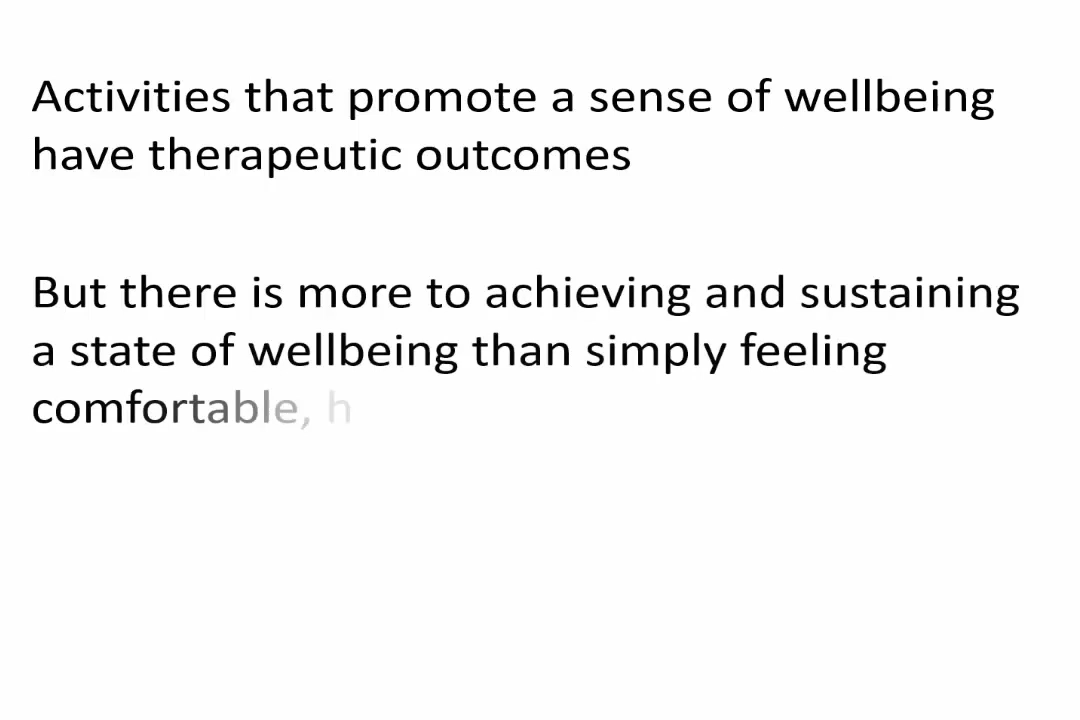 Activities that promote a sense of wellbeing
have therapeutic outcomes
But there is more to achieving and sustaining
a state of wellbeing than simply feeling
comfortable, h